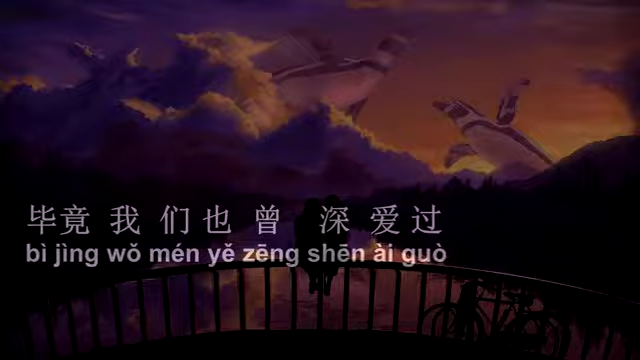 毕竟 我 们 也 曾 深 爱 过
bì jìng wǒ mén yě zēng shēn ài guò